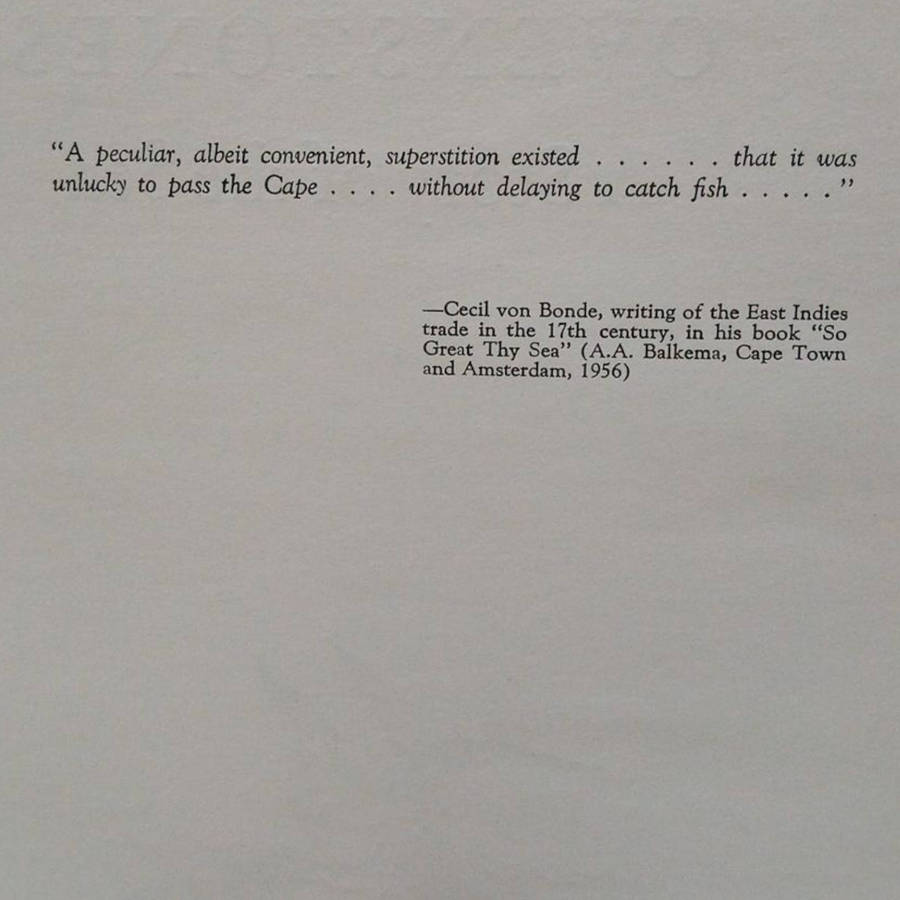 “A peculiar, albeit convenient, superstition existed . . . . . . that it was
unlucky to pass the Cape . . . . without delaying to catch fish . . . . . ”
—Cecil von Bonde, writing of the East Indies
trade in the 17th century, in his book “So
Great Thy Sea” (A.A. Balkema, Cape Town
and Amsterdam, 1956)